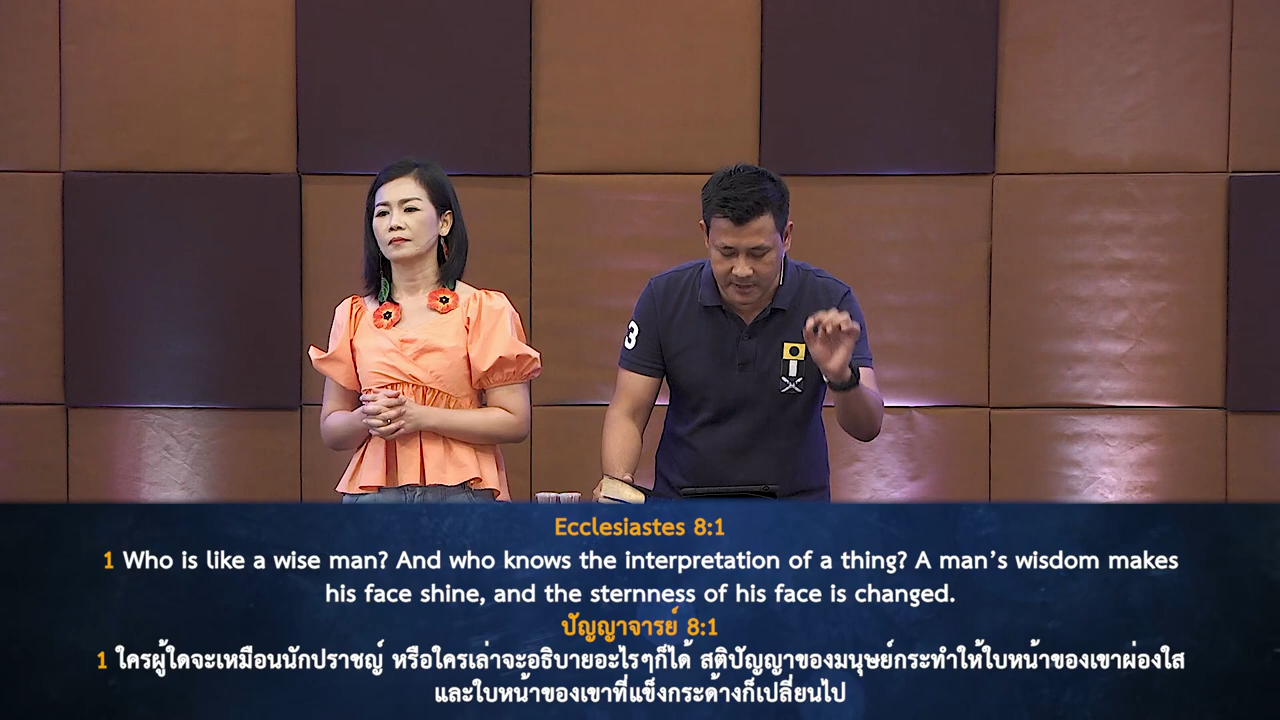 3
Ecclesiastes 8:1
1 Who is like a wise man? And who knows the interpretation of a thing? A man’s wisdom makes
his face shine, and the sternness of his face is changed.
ปัญญาจารย์ 8:1
1 ใครผู้ใดจะเหมือนนักปราชญ์ หรือใครเล่าจะอธิบายอะไรๆก็ได้ สติปัญญาของมนุษย์กระทำให้ใบหน้าของเขาผ่องใส
และใบหน้าของเขาที่แข็งกระด้างก็เปลี่ยนไป